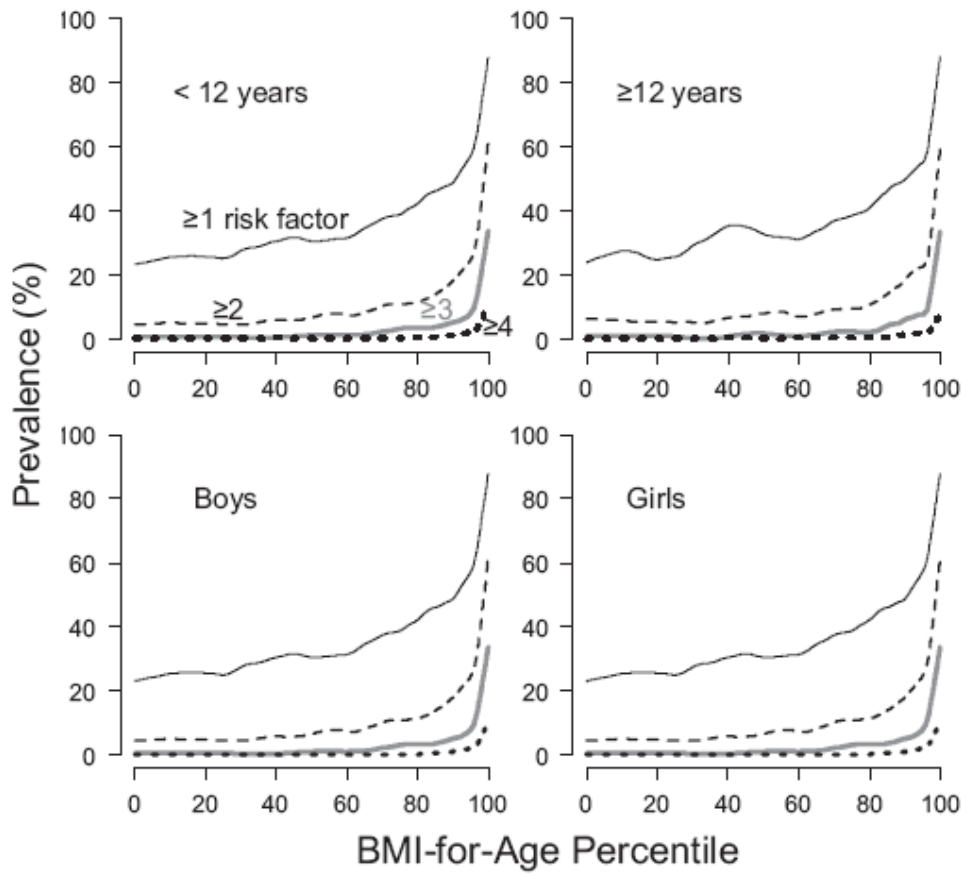 Prevalence (%)
100
80
60
40
20
0
< 12 years
≥1 risk factor
≥2
≥3
≥4
0 20 40 60 80 100
100
80
60
40
20
0
≥12 years
0 20 40 60 80 100
100
80
60
40
20
0
Boys
0 20 40 60 80 100
100
80
60
40
20
0
Girls
0 20 40 60 80 100
BMI-for-Age Percentile